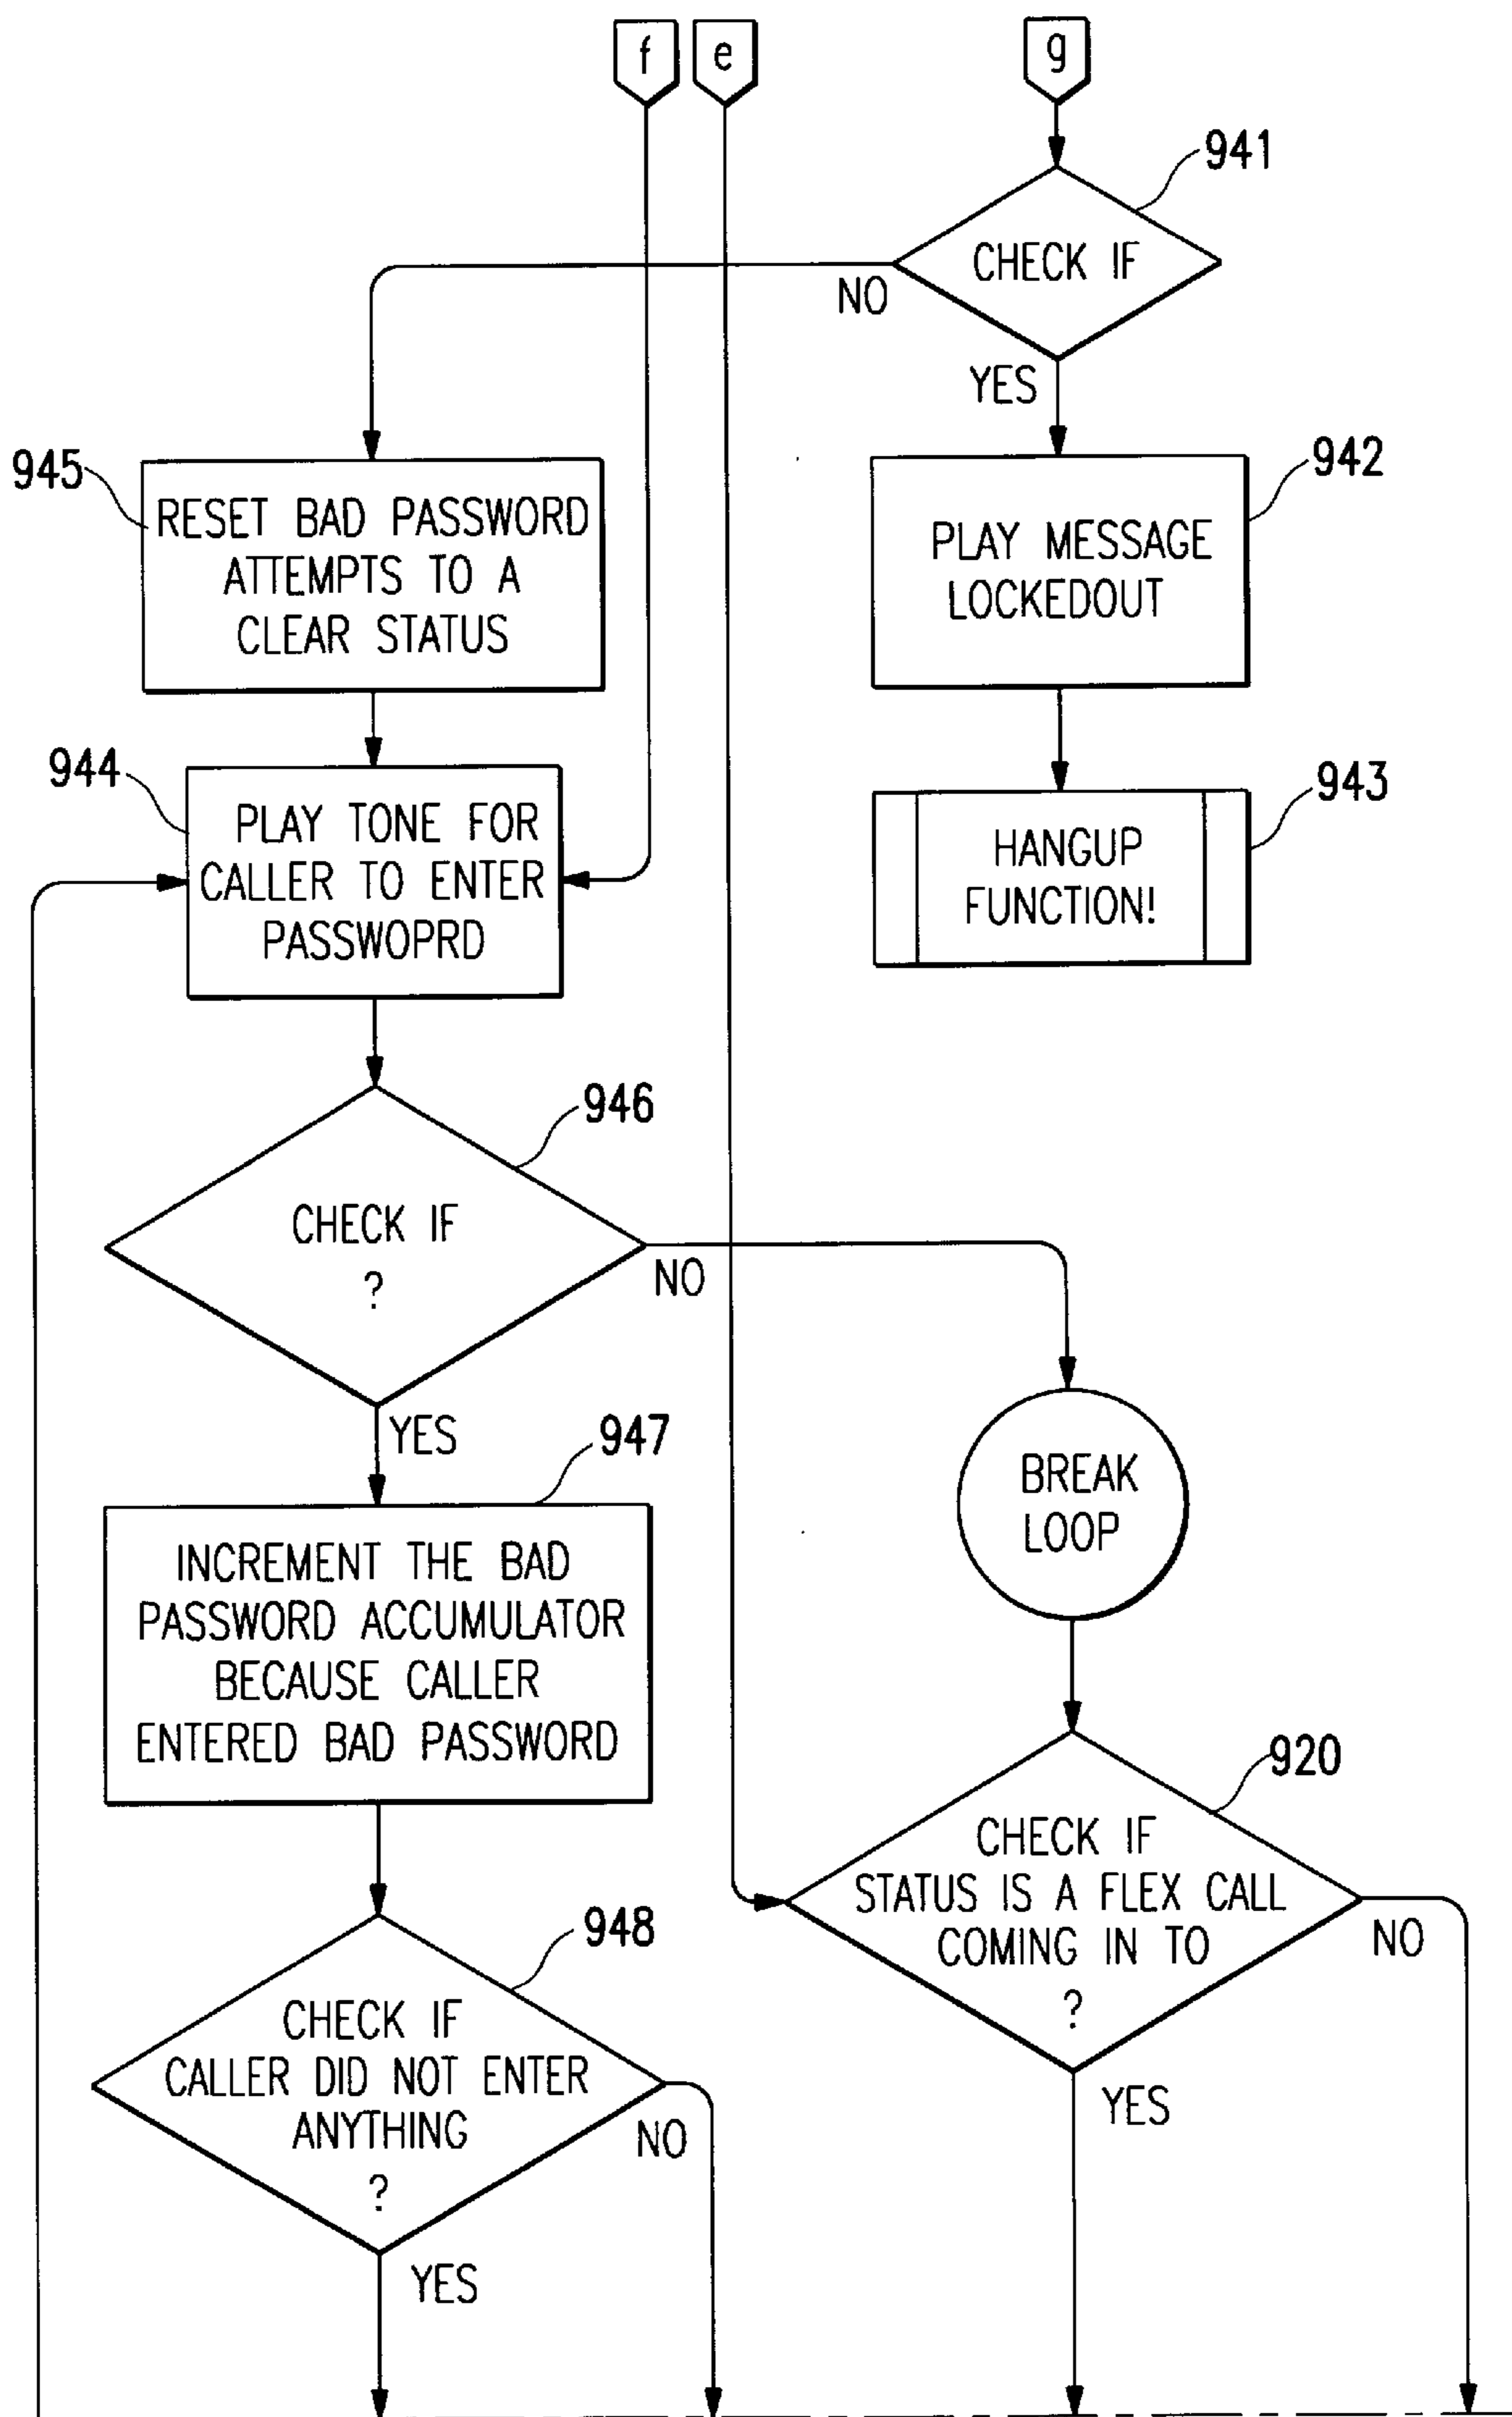 f
e
g
941
CHECK IF
NO
YES
945
RESET BAD PASSWORD
ATTEMPTS TO A
CLEAR STATUS
942
PLAY MESSAGE
LOCKEDOUT
944
PLAY TONE FOR
CALLER TO ENTER
PASSWOPRD
943
HANGUP
FUNCTION!
946
CHECK IF
?
NO
YES
947
INCREMENT THE BAD
PASSWORD ACCUMULATOR
BECAUSE CALLER
ENTERED BAD PASSWORD
BREAK
LOOP
920
CHECK IF
STATUS IS A FLEX CALL
COMING IN TO
?
NO
YES
948
CHECK IF
CALLER DID NOT ENTER
ANYTHING
?
NO
YES